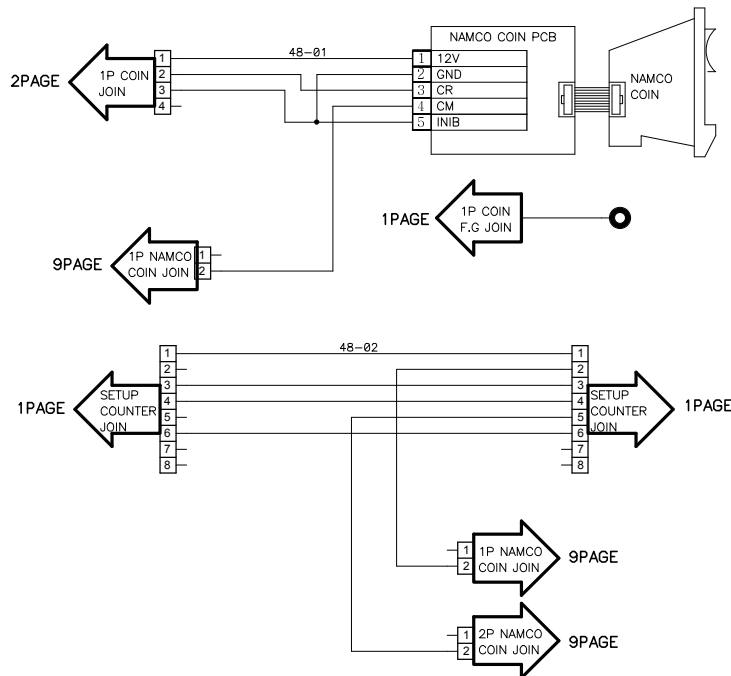 NAMCO COIN PCB
48-01
1 12V
2 GND
3 CR
4 CM
5 INIB
NAMCO
COIN
2PAGE
1P COIN
JOIN
1
2
3
4
1PAGE
1P COIN
F.G JOIN
9PAGE
1P NAMCO
COIN JOIN
1
2
48-02
1PAGE
SETUP
COUNTER
JOIN
1
2
3
4
5
6
7
8
1
2
3
4
5
6
7
8
SETUP
COUNTER
JOIN
1PAGE
1
2
1P NAMCO
COIN JOIN
9PAGE
1
2
2P NAMCO
COIN JOIN
9PAGE